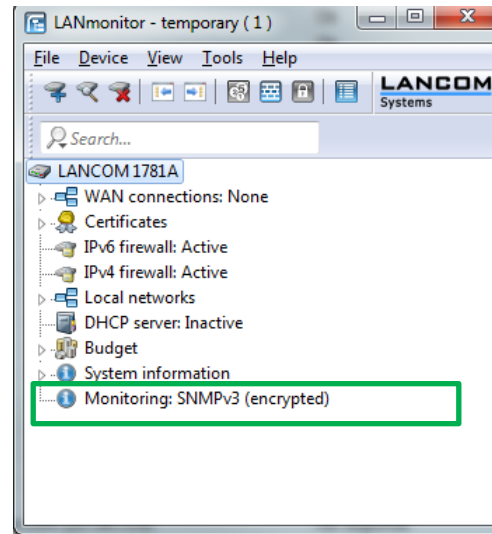 LANmonitor - temporary ( 1 )
File Device View Tools Help
LANCOM
Systems
Search...
LANCOM 1781A
WAN connections: None
Certificates
IPv6 firewall: Active
IPv4 firewall: Active
Local networks
DHCP server: Inactive
Budget
System information
Monitoring: SNMPv3 (encrypted)